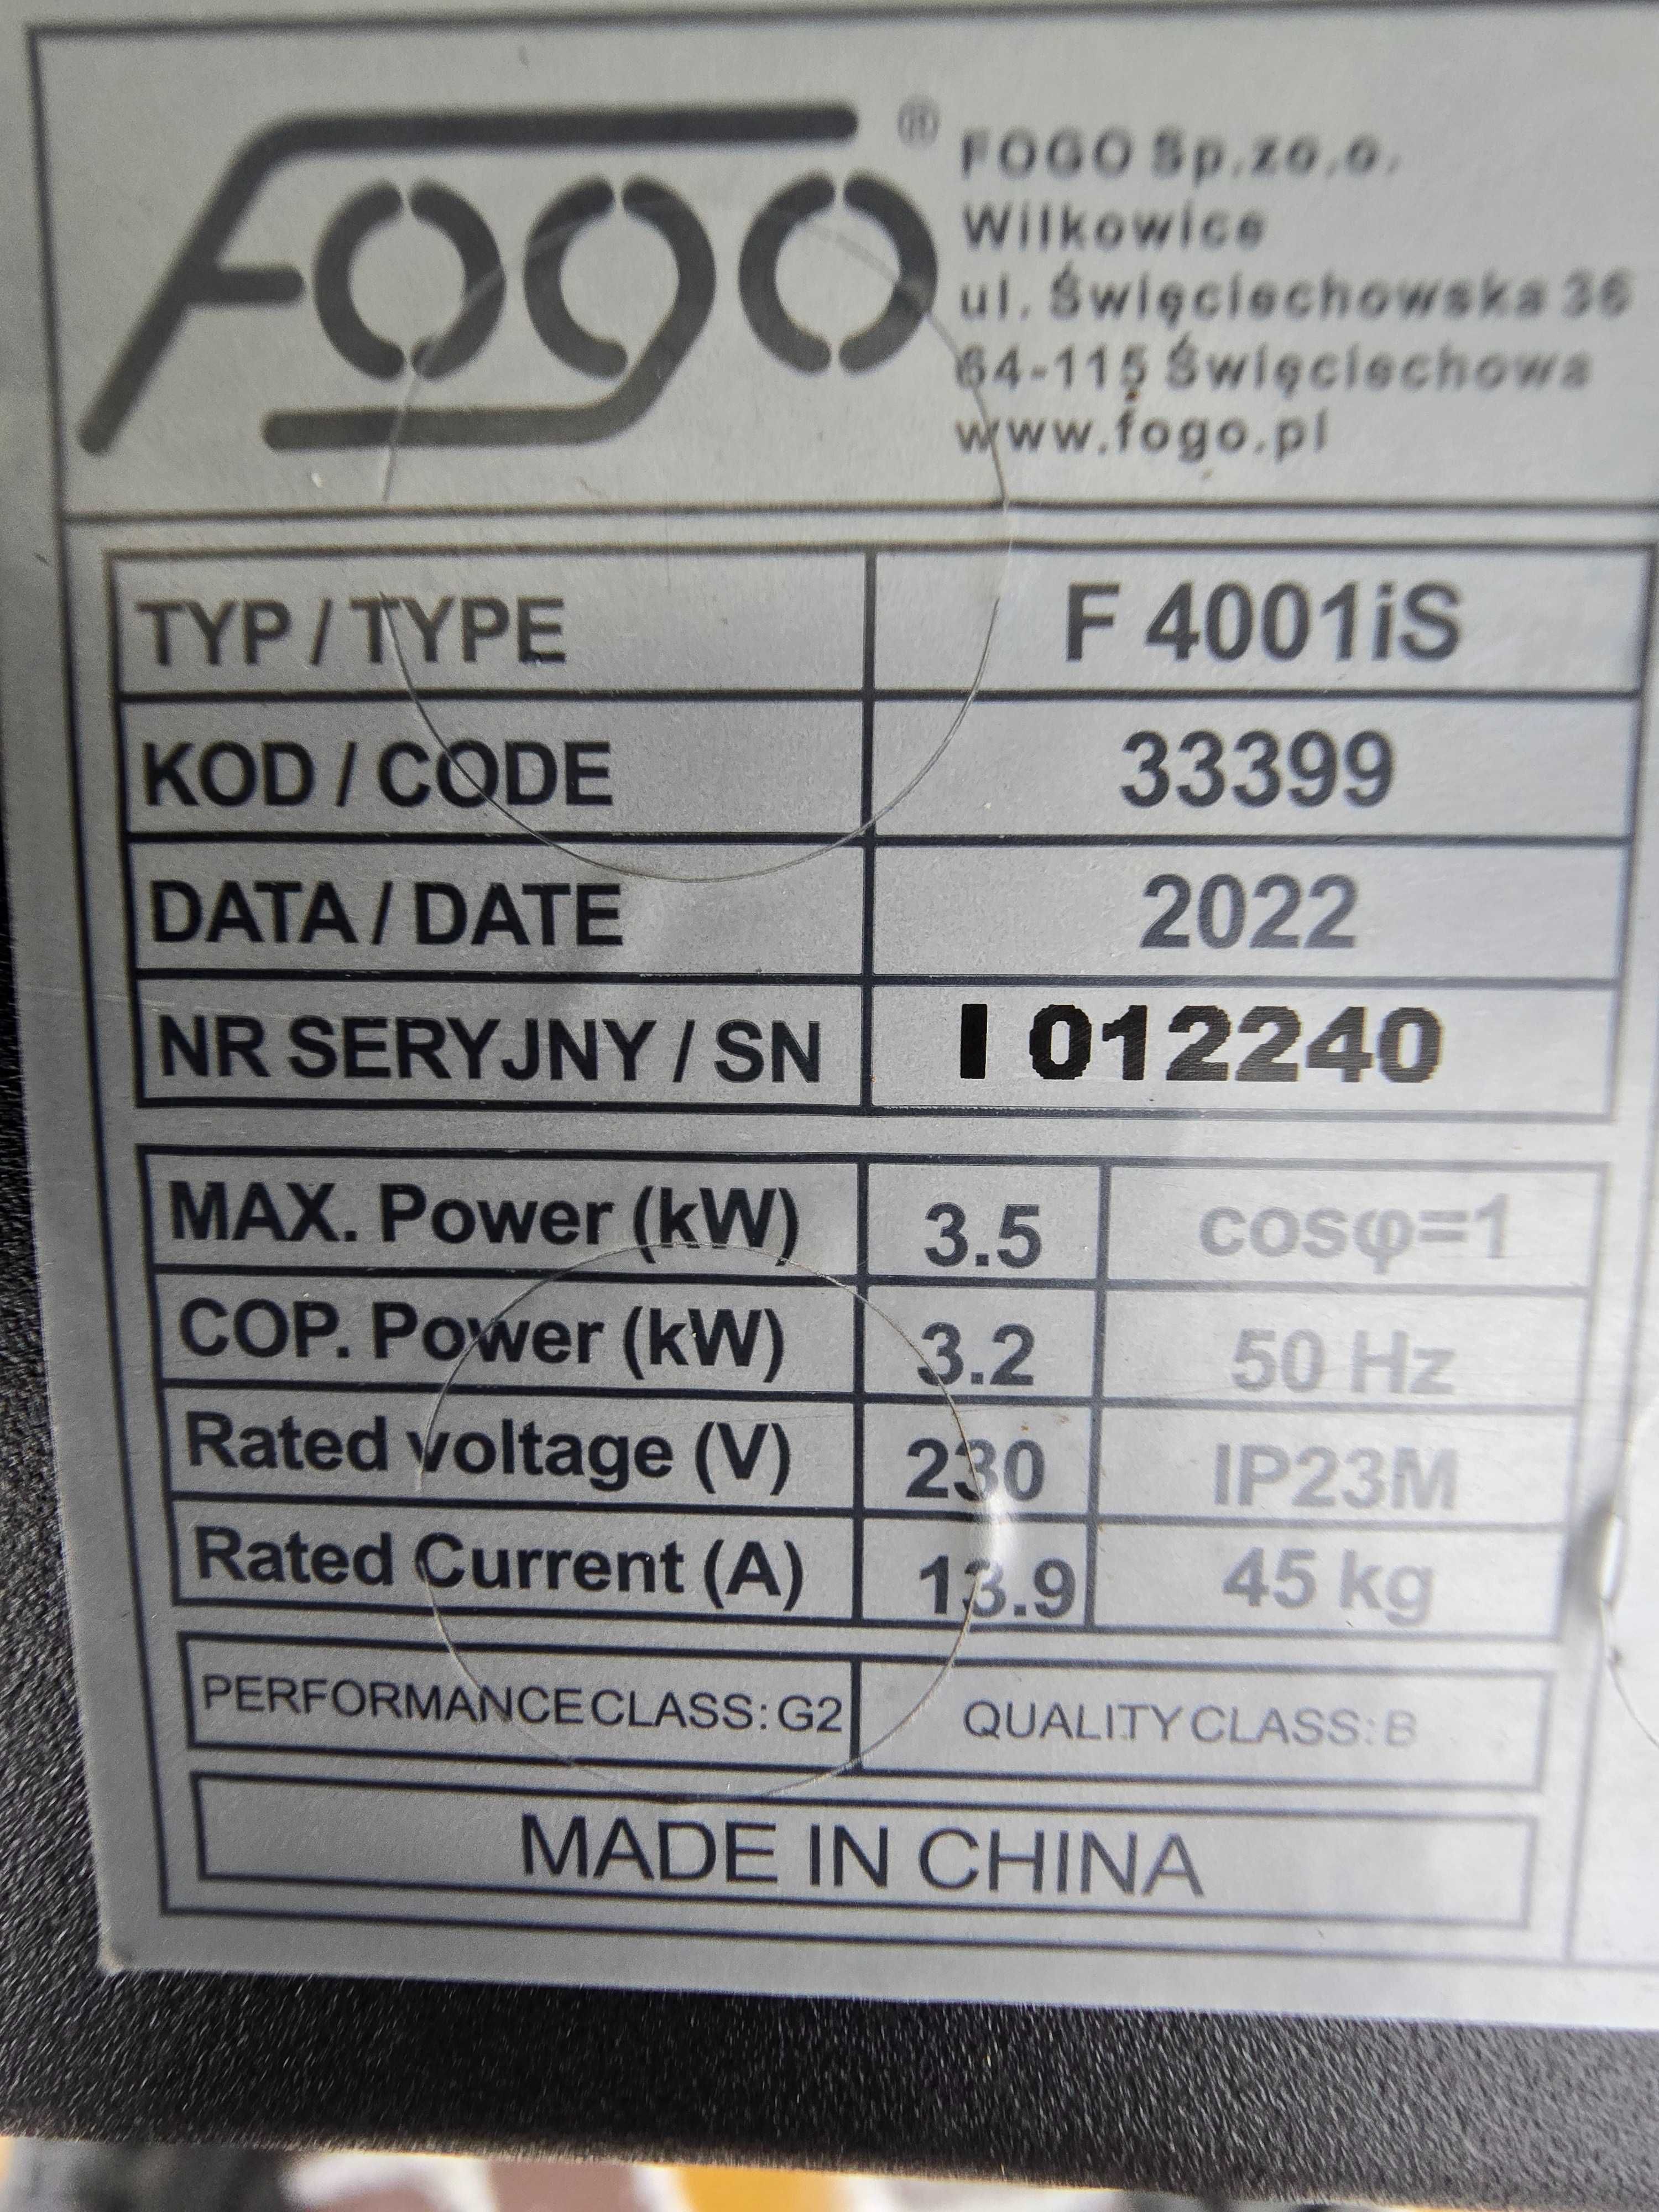 Fogo ®
FOGO Sp.zo.o.
Wilkowice
ul. Święciechowska 36
64-115 Święciechowa
www.fogo.pl
TYP / TYPE F 4001iS
KOD / CODE 33399
DATA / DATE 2022
NR SERYJNY / SN I 012240
MAX. Power (kW) 3.5 cosφ=1
COP. Power (kW) 3.2 50 Hz
Rated voltage (V) 230 IP23M
Rated Current (A) 13.9 45 kg
PERFORMANCE CLASS: G2 QUALITY CLASS: B
MADE IN CHINA